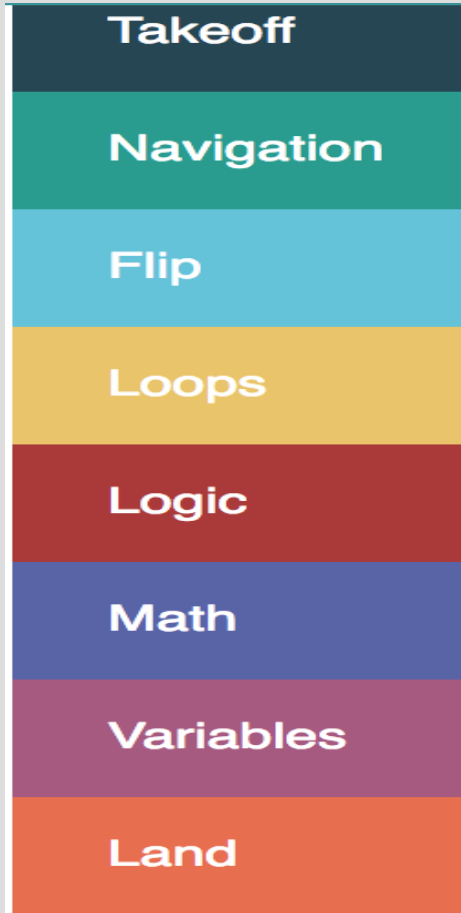 Takeoff
Navigation
Flip
Loops
Logic
Math
Variables
Land